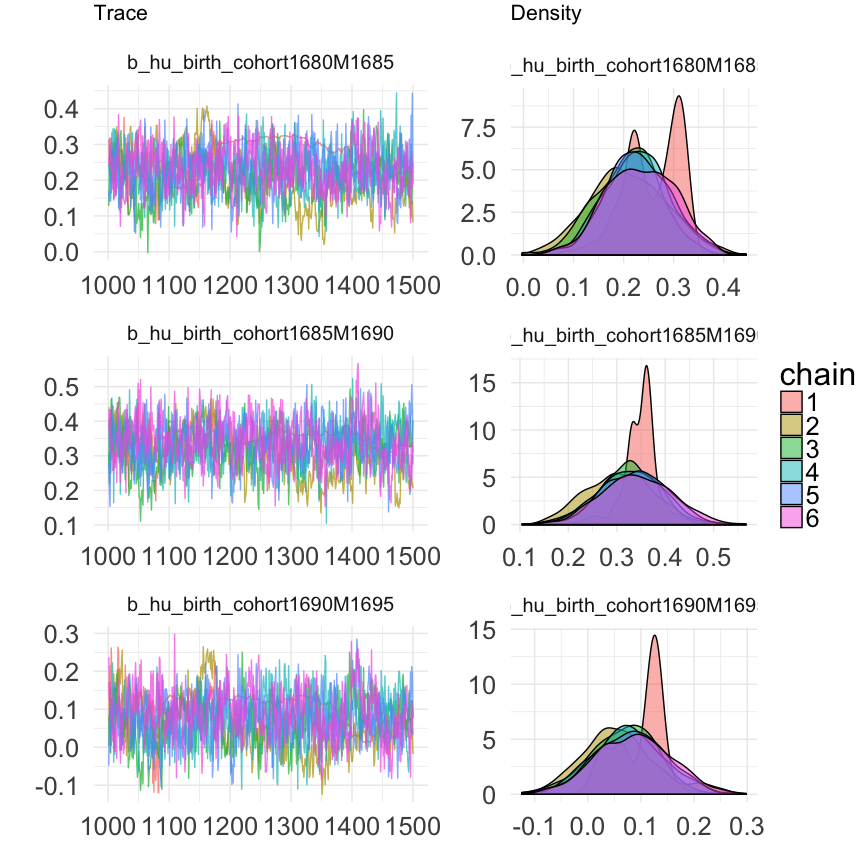 Trace
Density
b_hu_birth_cohort1680M1685
_hu_birth_cohort1680M168
0.4
0.3
0.2
0.1
0.0
1000 1100 1200 1300 1400 1500
7.5
5.0
2.5
0.0
0.0 0.1 0.2 0.3 0.4
b_hu_birth_cohort1685M1690
_hu_birth_cohort1685M169
0.5
0.4
0.3
0.2
0.1
1000 1100 1200 1300 1400 1500
15
10
5
0
0.1 0.2 0.3 0.4 0.5
chain
1
2
3
4
5
6
b_hu_birth_cohort1690M1695
_hu_birth_cohort1690M169
0.3
0.2
0.1
0.0
-0.1
1000 1100 1200 1300 1400 1500
15
10
5
0
-0.1 0.0 0.1 0.2 0.3